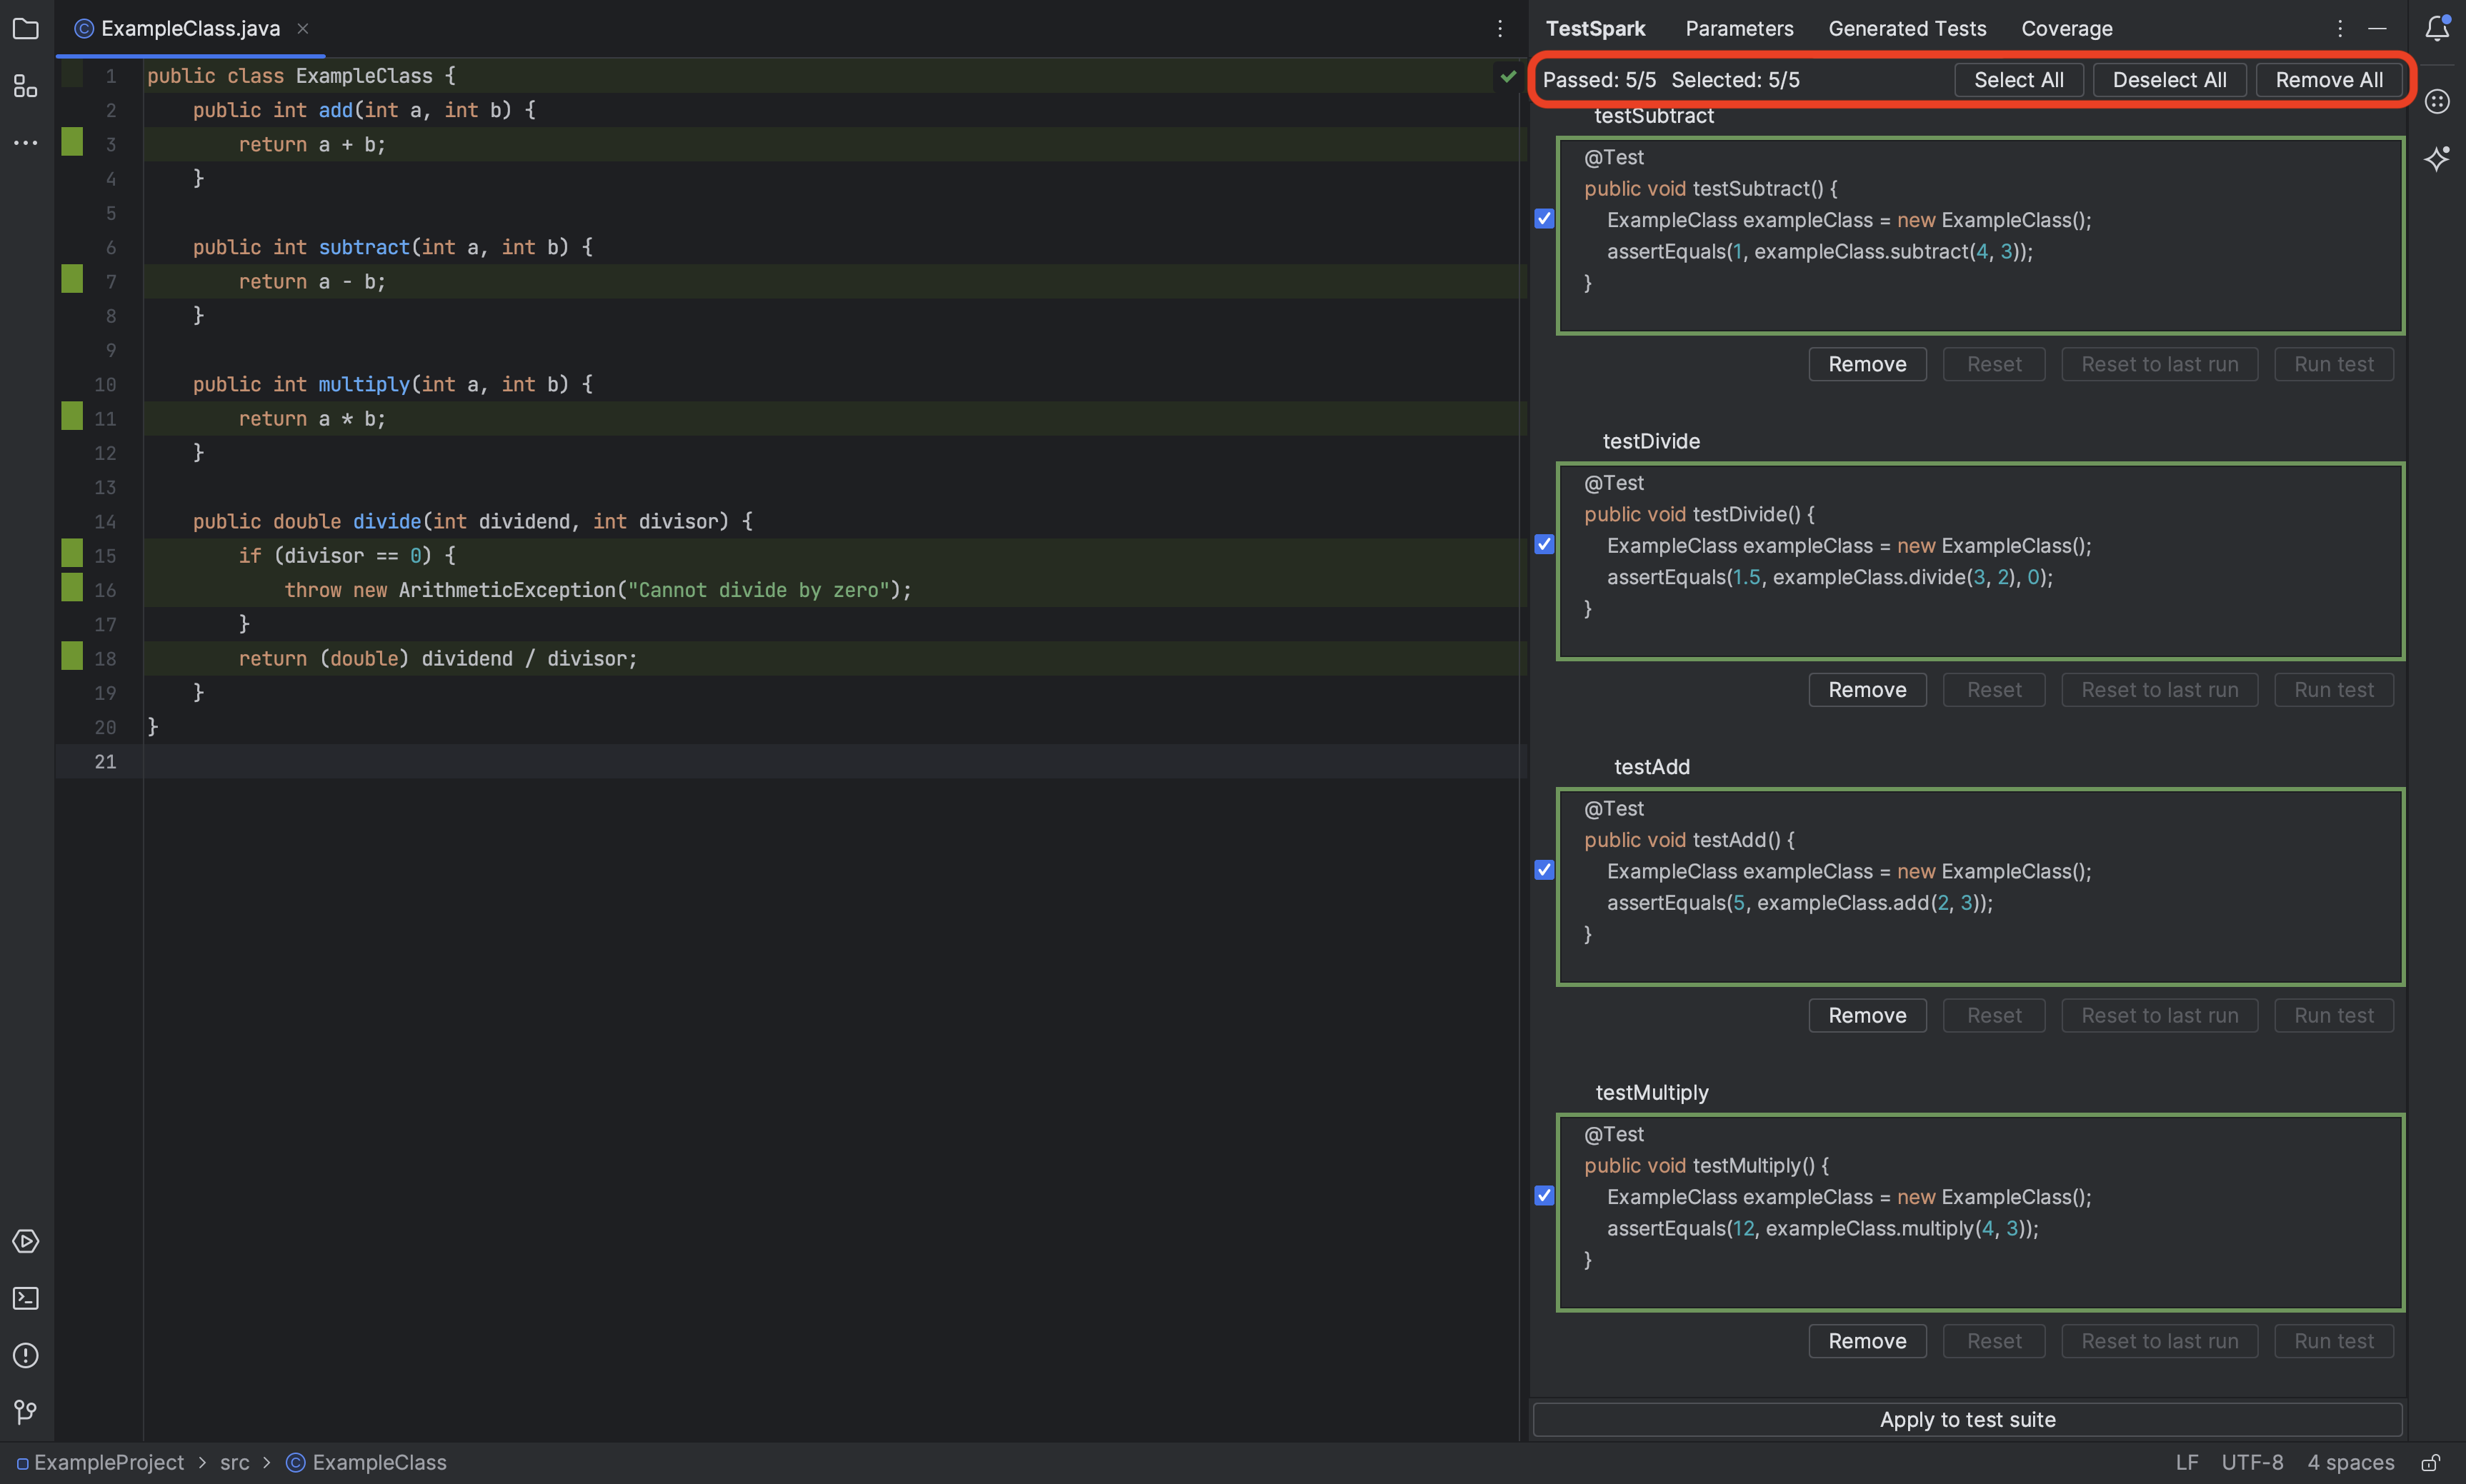 ExampleClass.java
1 public class ExampleClass {
2 public int add(int a, int b) {
3 return a + b;
4 }
5
6 public int subtract(int a, int b) {
7 return a - b;
8 }
9
10 public int multiply(int a, int b) {
11 return a * b;
12 }
13
14 public double divide(int dividend, int divisor) {
15 if (divisor == 0) {
16 throw new ArithmeticException("Cannot divide by zero");
17 }
18 return (double) dividend / divisor;
19 }
20 }
21
TestSpark Parameters Generated Tests Coverage
Passed: 5/5 Selected: 5/5 Select All Deselect All Remove All
testSubtract
@Test
public void testSubtract() {
ExampleClass exampleClass = new ExampleClass();
assertEquals(1, exampleClass.subtract(4, 3));
}
Remove Reset Reset to last run Run test
testDivide
@Test
public void testDivide() {
ExampleClass exampleClass = new ExampleClass();
assertEquals(1.5, exampleClass.divide(3, 2), 0);
}
Remove Reset Reset to last run Run test
testAdd
@Test
public void testAdd() {
ExampleClass exampleClass = new ExampleClass();
assertEquals(5, exampleClass.add(2, 3));
}
Remove Reset Reset to last run Run test
testMultiply
@Test
public void testMultiply() {
ExampleClass exampleClass = new ExampleClass();
assertEquals(12, exampleClass.multiply(4, 3));
}
Remove Reset Reset to last run Run test
Apply to test suite
ExampleProject > src > ExampleClass
LF UTF-8 4 spaces